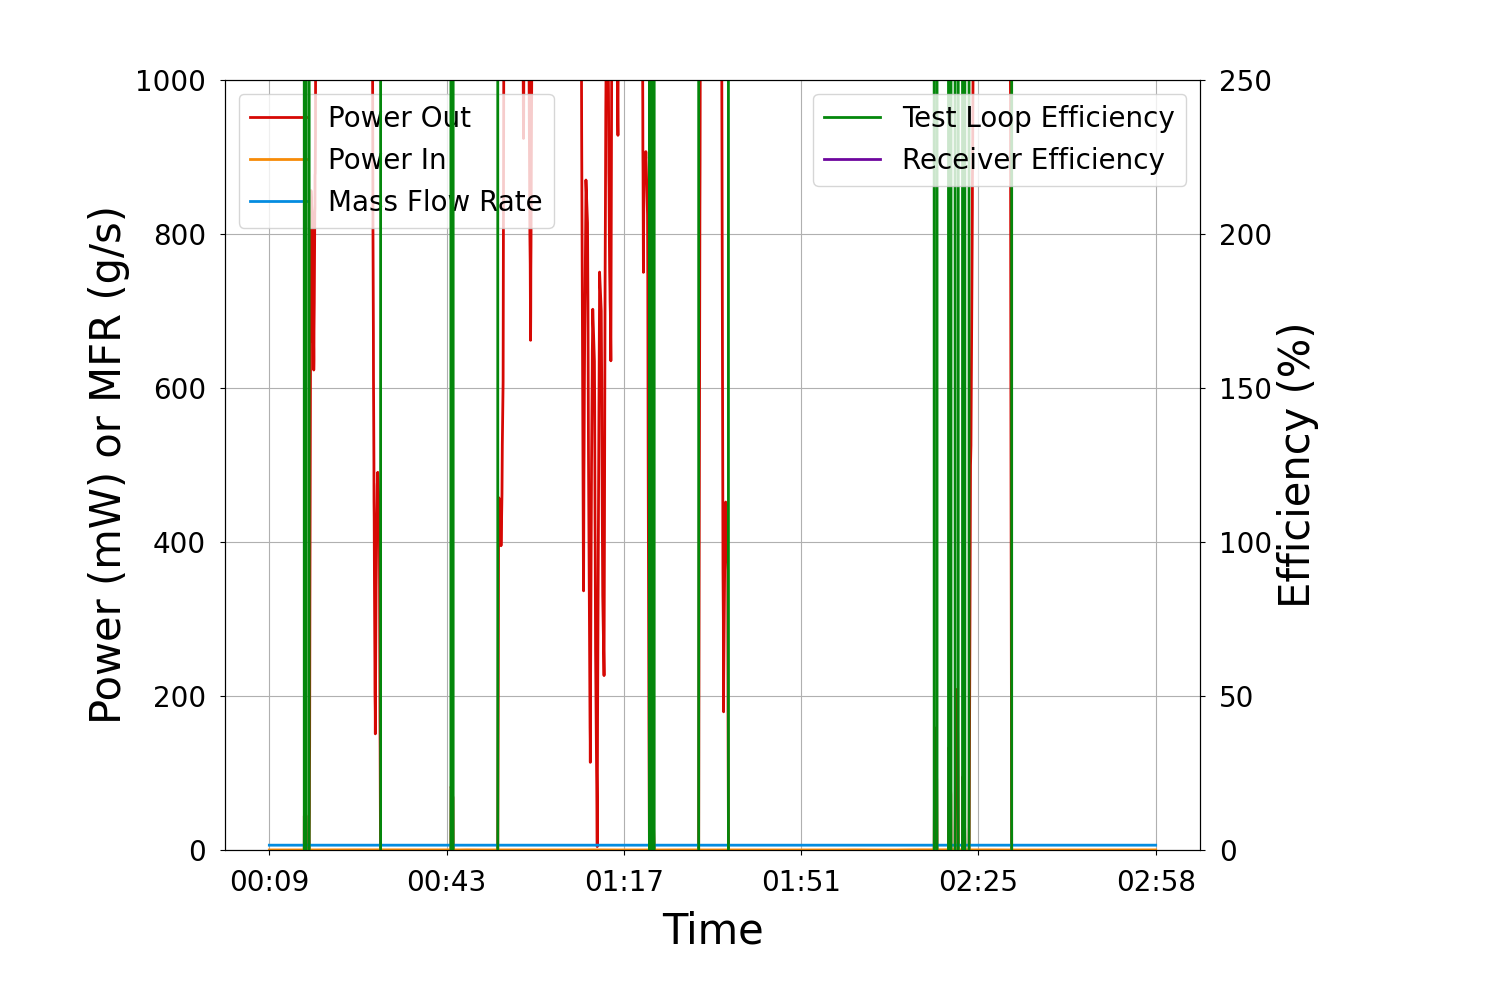 1000
800
600
400
200
0
Power (mW) or MFR (g/s)
Power Out
Power In
Mass Flow Rate
Test Loop Efficiency
Receiver Efficiency
250
200
150
100
50
0
Efficiency (%)
00:09 00:43 01:17 01:51 02:25 02:58
Time